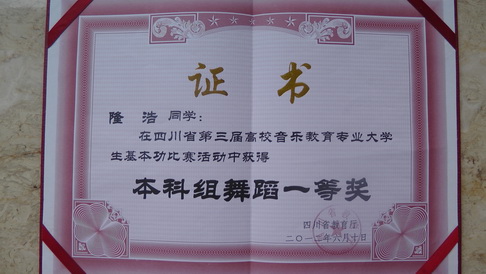 证书
隆 浩 同学：
在四川省第三届高校音乐教育专业大学
生基本功比赛活动中获得
本科组舞蹈一等奖
四川省教育厅
二〇一二年六月十日